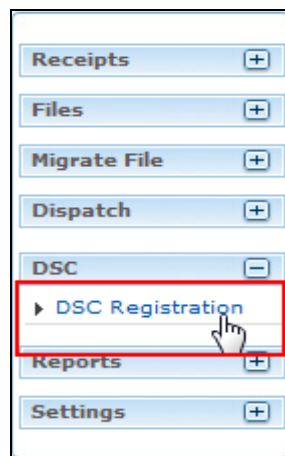 Receipts
Files
Migrate File
Dispatch
DSC
DSC Registration
Reports
Settings